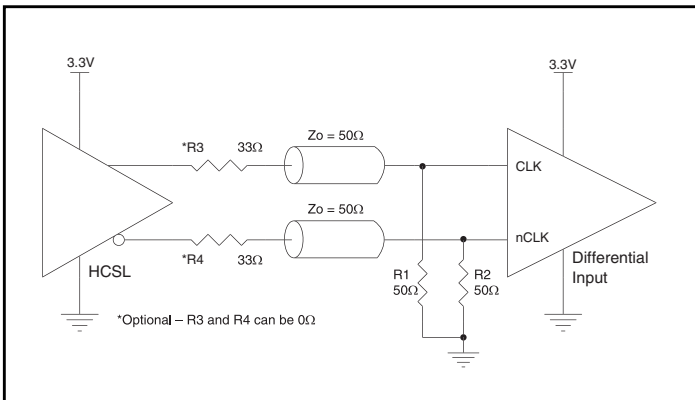 3.3V
3.3V
*R3
33Ω
Zo = 50Ω
CLK
Zo = 50Ω
nCLK
*R4
33Ω
HCSL
R1
50Ω
R2
50Ω
Differential
Input
*Optional – R3 and R4 can be 0Ω